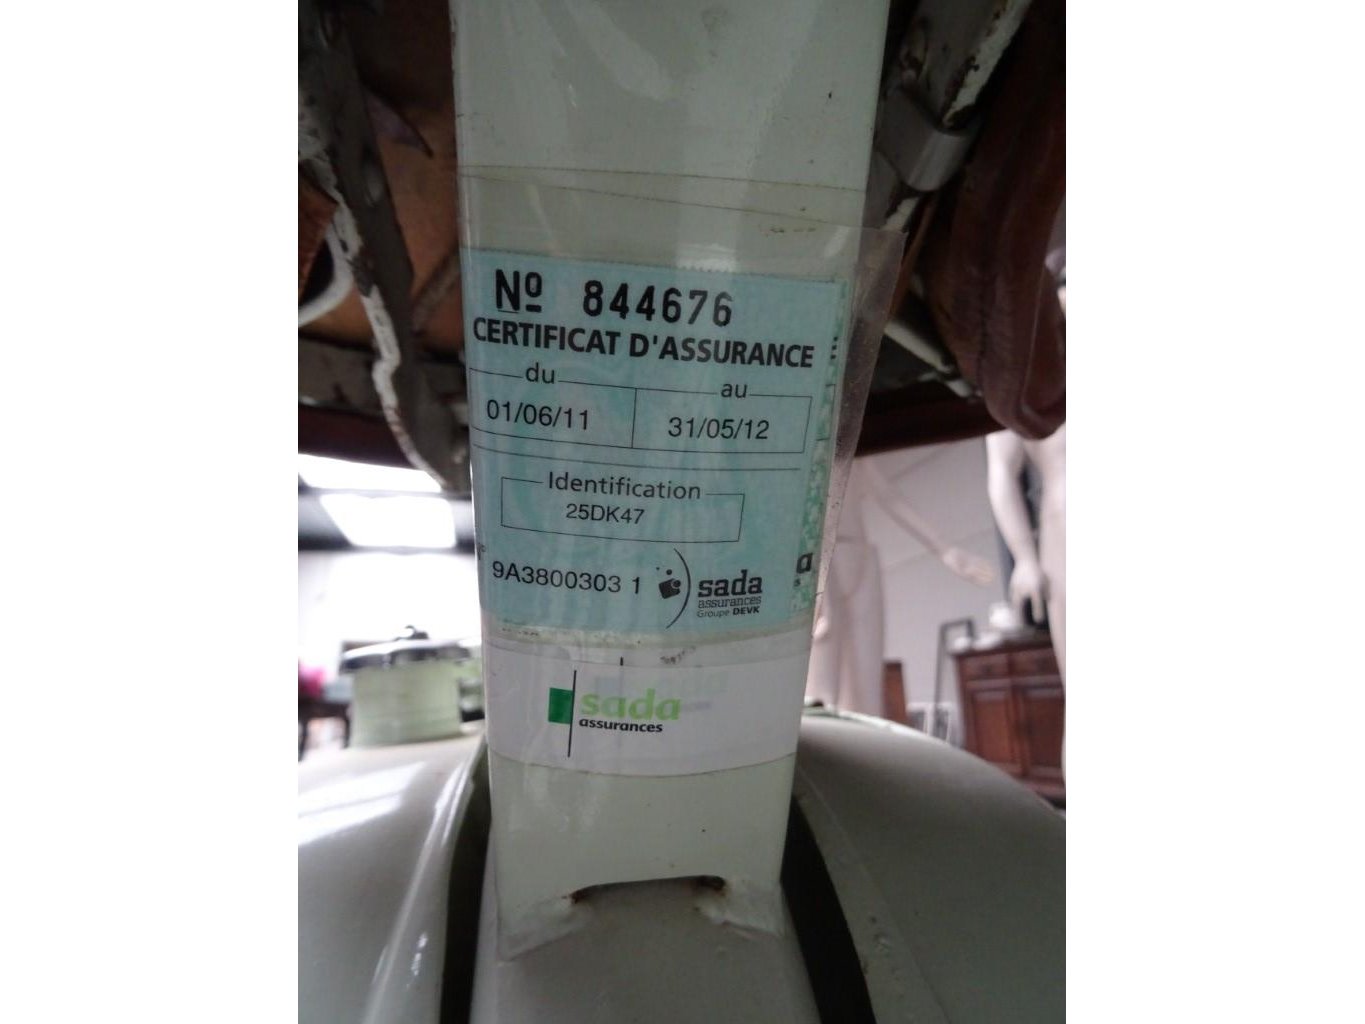 Nº 844676
CERTIFICAT D'ASSURANCE
du au
01/06/11 31/05/12
Identification
25DK47
9A3800303 1
sada
assurances
Groupe DEVK
sada
assurances